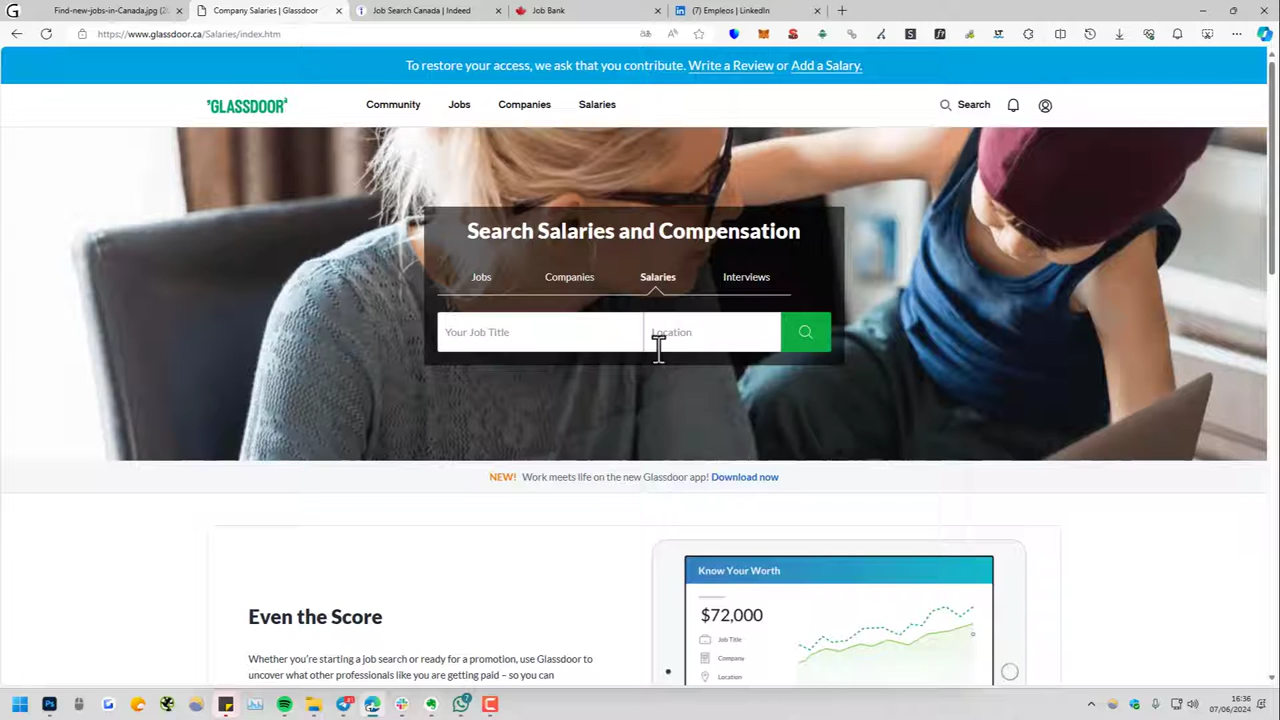 Find-new-jobs-in-Canada.jpg (2
Company Salaries | Glassdoor
Job Search Canada | Indeed
Job Bank
(7) Empleos | LinkedIn
https://www.glassdoor.ca/Salaries/index.htm
To restore your access, we ask that you contribute. Write a Review or Add a Salary.
GLASSDOOR
Community
Jobs
Companies
Salaries
Search
Search Salaries and Compensation
Jobs
Companies
Salaries
Interviews
Your Job Title
Location
NEW! Work meets life on the new Glassdoor app! Download now
Even the Score
Whether you're starting a job search or ready for a promotion, use Glassdoor to
uncover what other professionals like you are getting paid – so you can
Know Your Worth
$72,000
Job Title
Company
Location
16:36
07/06/2024